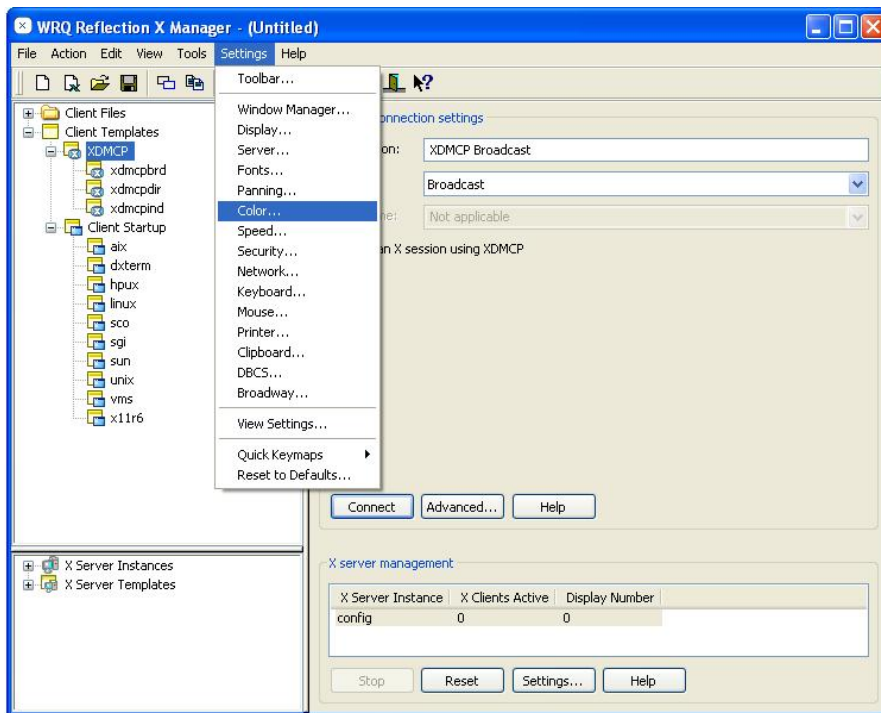 WRQ Reflection X Manager - (Untitled)
File Action Edit View Tools Settings Help
Toolbar...
Window Manager...
Display...
Server...
Fonts...
Panning...
Color...
Speed...
Security...
Network...
Keyboard...
Mouse...
Printer...
Clipboard...
DBCS...
Broadway...
View Settings...
Quick Keymaps
Reset to Defaults...
Client Files
Client Templates
XDMCP
xdmcpbrd
xdmcpdir
xdmcpind
Client Startup
aix
dxterm
hpux
linux
sco
sgi
sun
unix
vms
x11r6
X Server Instances
X Server Templates
onnection settings
on: XDMCP Broadcast
Broadcast
me: Not applicable
an X session using XDMCP
Connect Advanced... Help
X server management
X Server Instance X Clients Active Display Number
config 0 0
Stop Reset Settings... Help